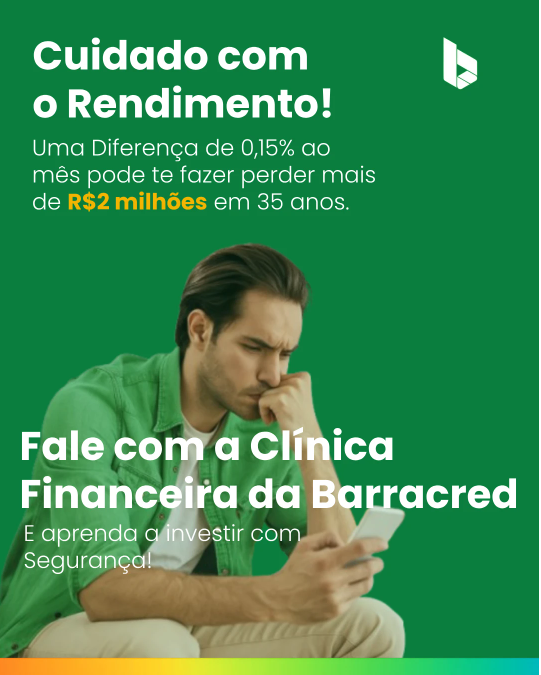 Cuidado com
o Rendimento!
Uma Diferença de 0,15% ao
mês pode te fazer perder mais
de R$2 milhões em 35 anos.
Fale com a Clínica
Financeira da Barracred
E aprenda a investir com
Segurança!